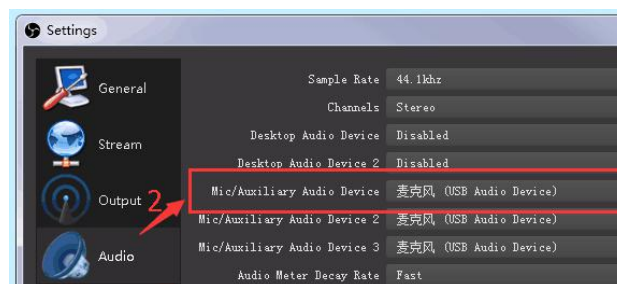 Settings
General
Sample Rate 44.1khz
Channels Stereo
Stream
Desktop Audio Device Disabled
Desktop Audio Device 2 Disabled
Output 2
Mic/Auxiliary Audio Device 麦克风 (USB Audio Device)
Mic/Auxiliary Audio Device 2 麦克风 (USB Audio Device)
Audio
Mic/Auxiliary Audio Device 3 麦克风 (USB Audio Device)
Audio Meter Decay Rate Fast